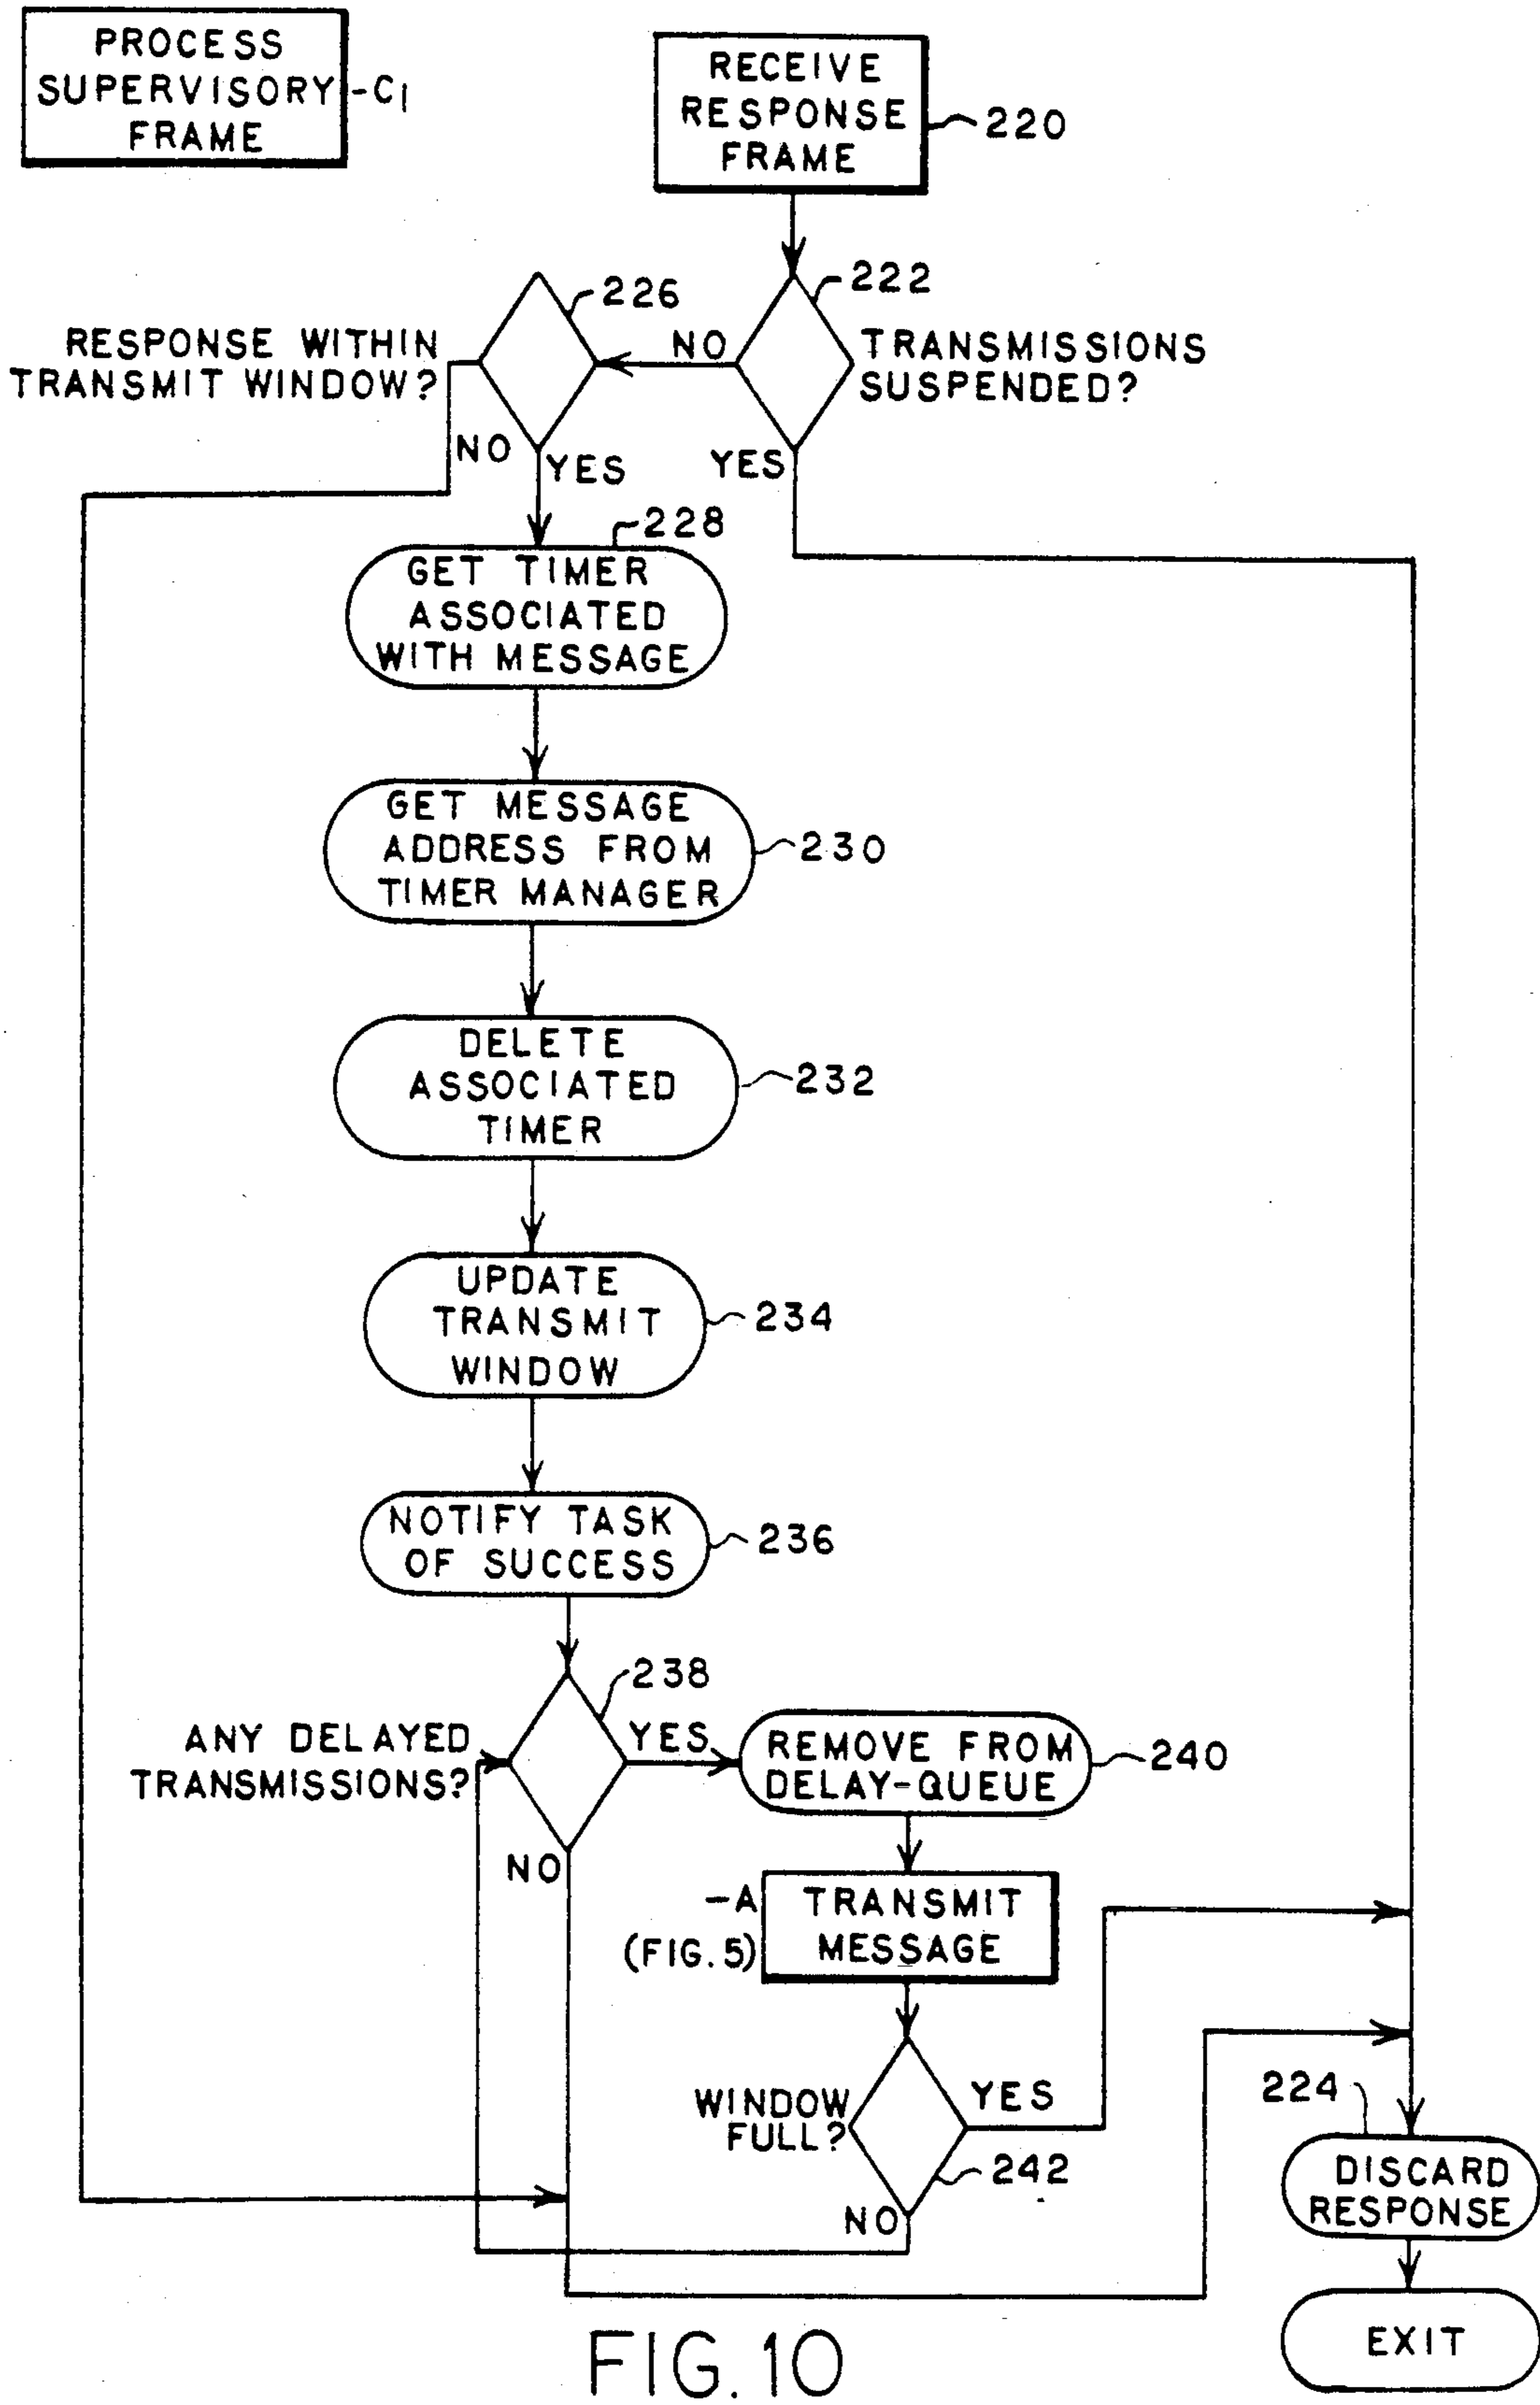 PROCESS
SUPERVISORY -C1
FRAME
RECEIVE
RESPONSE
FRAME
220
222
TRANSMISSIONS
SUSPENDED?
NO
YES
226
RESPONSE WITHIN
TRANSMIT WINDOW?
NO
YES
228
GET TIMER
ASSOCIATED
WITH MESSAGE
GET MESSAGE
ADDRESS FROM
TIMER MANAGER
230
DELETE
ASSOCIATED
TIMER
232
UPDATE
TRANSMIT
WINDOW
234
NOTIFY TASK
OF SUCCESS
236
238
ANY DELAYED
TRANSMISSIONS?
YES
NO
REMOVE FROM
DELAY-QUEUE
240
-A
(FIG. 5)
TRANSMIT
MESSAGE
WINDOW
FULL?
YES
242
NO
224
DISCARD
RESPONSE
EXIT
FIG. 10